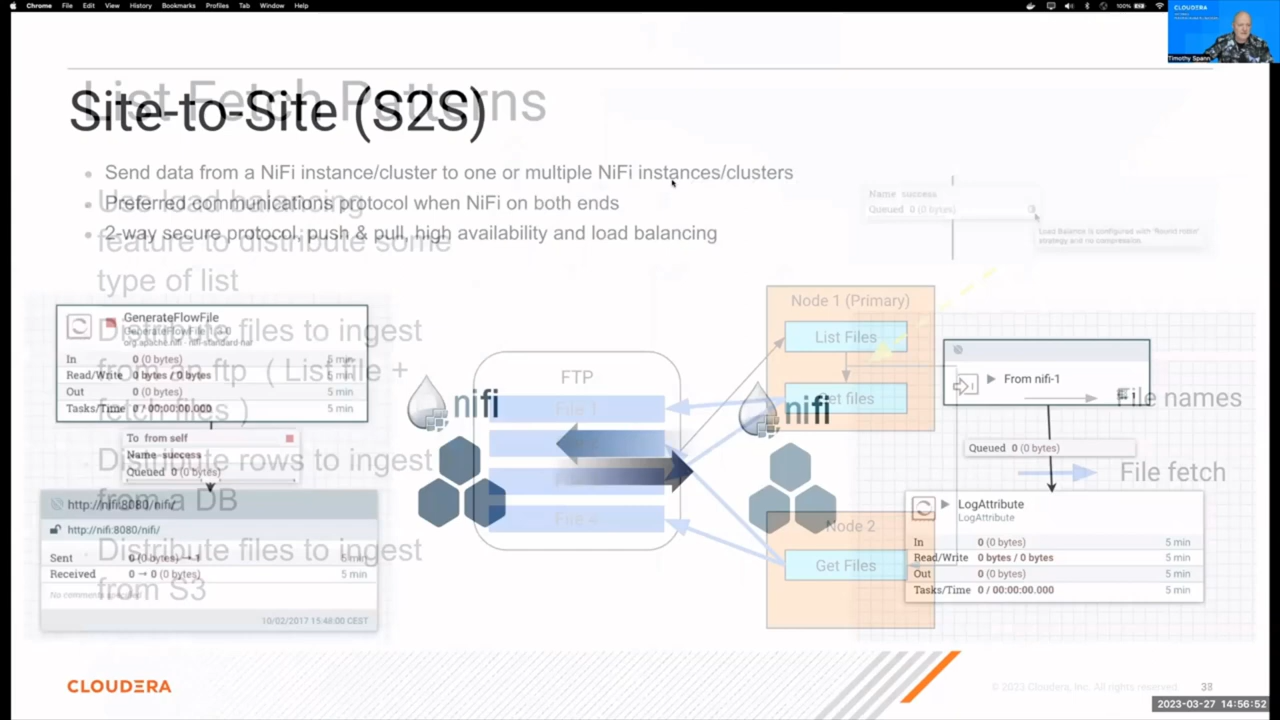 Chrome File Edit View History Bookmarks Profiles Tab Window Help
100%
CLOUDERA
Timothy Spann
List Fetch Patterns
Site-to-Site (S2S)
Send data from a NiFi instance/cluster to one or multiple NiFi instances/clusters
Preferred communications protocol when NiFi on both ends
2-way secure protocol, push & pull, high availability and load balancing
Use load balancing
feature to distribute some
type of list
Distribute files to ingest
from ftp ( List file +
fetch files )
Distribute rows to ingest
from a DB
Distribute files to ingest
from S3
Name success
Queued 0 (0 bytes)
Load Balance is configured with "Round robin"
strategy and no compression.
GenerateFlowFile
GenerateFlowFile
org.apache.nifi - nifi-standard-nar
In 0 (0 bytes) 5 min
Read/Write 0 bytes / 0 bytes 5 min
Out 0 (0 bytes) 5 min
Tasks/Time 0 / 00:00:00.000 5 min
To from self
Name success
Queued 0 (0 bytes)
http://nifi:8080/nifi/
http://nifi:8080/nifi/
Sent 0 (0 bytes) → 1 5 min
Received 0 → 0 (0 bytes) 5 min
No comments specified
10/02/2017 15:48:00 CEST
nifi
FTP
File 1
File 4
nifi
Node 1 (Primary)
List Files
Get files
Node 2
Get Files
From nifi-1
Queued 0 (0 bytes)
File names
File fetch
LogAttribute
LogAttribute
In 0 (0 bytes) 5 min
Read/Write 0 bytes / 0 bytes 5 min
Out 0 (0 bytes) 5 min
Tasks/Time 0 / 00:00:00.000 5 min
CLOUDERA
© 2023 Cloudera, Inc. All rights reserved.
2023-03-27 14:56:52